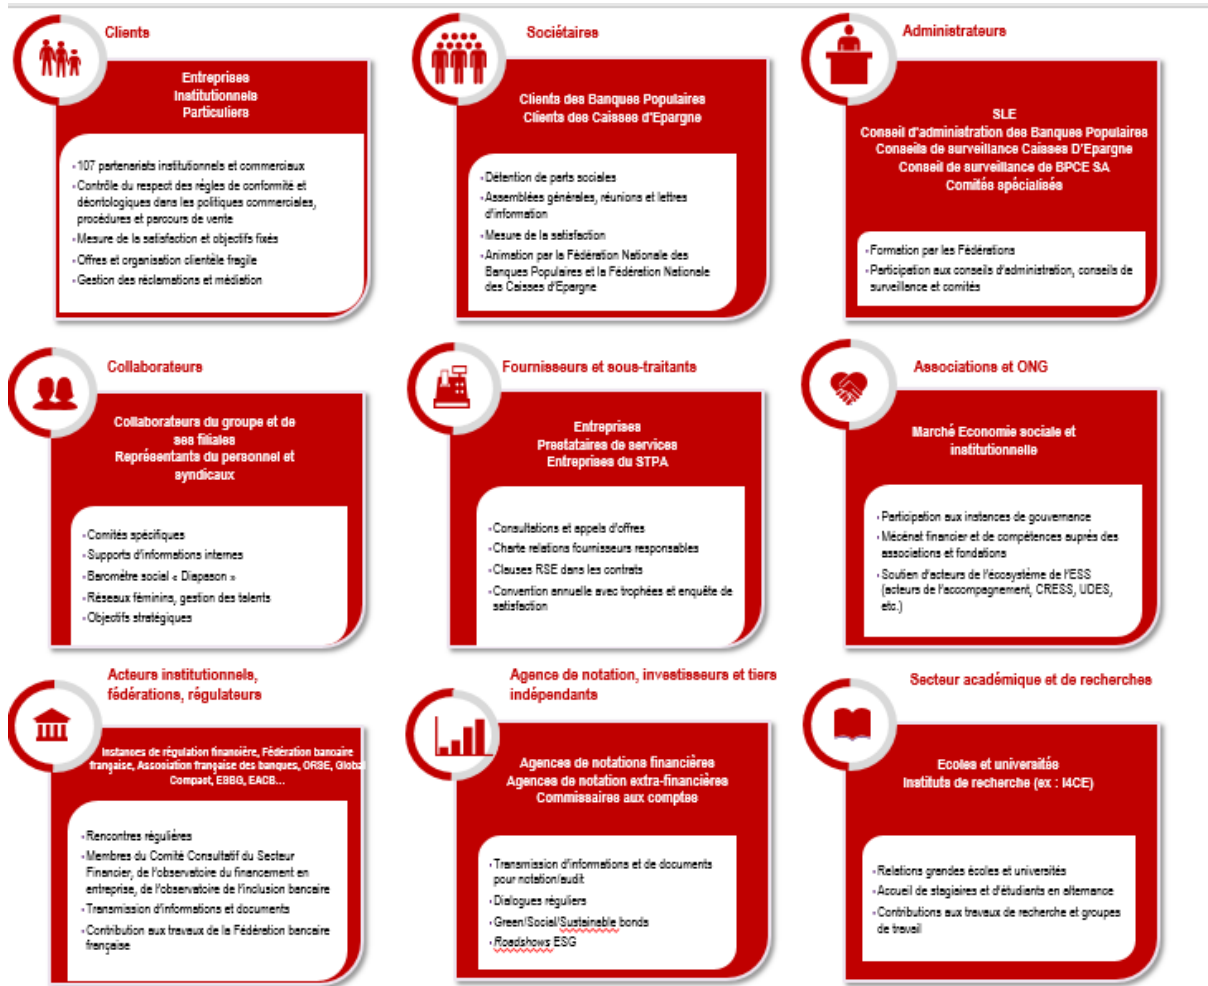 Clients
Entreprises
Institutionnels
Particuliers
107 partenariats institutionnels et commerciaux
Contrôle du respect des règles de conformité et
déontologiques dans les politiques commerciales,
procédures et parcours de vente
Mesure de la satisfaction et objectifs fixés
Offres et organisation clientèle fragile
Gestion des réclamations et médiation
Sociétaires
Clients des Banques Populaires
Clients des Caisses d'Epargne
Détention de parts sociales
Assemblées générales, réunions et lettres
d'information
Mesure de la satisfaction
Animation par la Fédération Nationale des
Banques Populaires et la Fédération Nationale
des Caisses d'Epargne
Administrateurs
SLE
Conseil d'administration des Banques Populaires
Conseils de surveillance Caisses D'Epargne
Conseil de surveillance de BPCE SA
Comités spécialisés
Formation par les Fédérations
Participation aux conseils d'administration, conseils de
surveillance et comités
Collaborateurs
Collaborateurs du groupe et de
ses filiales
Représentants du personnel et
syndicaux
Comités spécifiques
Supports d'informations internes
Baromètre social « Diapason »
Réseaux féminins, gestion des talents
Objectifs stratégiques
Fournisseurs et sous-traitants
Entreprises
Prestataires de services
Entreprises du STPA
Consultations et appels d'offres
Charte relations fournisseurs responsables
Clauses RSE dans les contrats
Convention annuelle avec trophées et enquête de
satisfaction
Associations et ONG
Marché Economie sociale et
institutionnelle
Participation aux instances de gouvernance
Mécénat financier et de compétences auprès des
associations et fondations
Soutien d'acteurs de l'écosystème de l'ESS
(acteurs de l'accompagnement, CRESS, UDES,
etc.)
Acteurs institutionnels,
fédérations, régulateurs
Instances de régulation financière, Fédération bancaire
française, Association française des banques, ORSE, Global
Compact, ESBG, EACB...
Rencontres régulières
Membres du Comité Consultatif du Secteur
Financier, de l'observatoire du financement en
entreprise, de l'observatoire de l'inclusion bancaire
Transmission d'informations et documents
Contribution aux travaux de la Fédération bancaire
française
Agence de notation, investisseurs et tiers
indépendants
Agences de notations financières
Agences de notation extra-financières
Commissaires aux comptes
Transmission d'informations et de documents
pour notation/audit
Dialogues réguliers
Green/Social/Sustainable bonds
Roadshows ESG
Secteur académique et de recherches
Ecoles et universités
Instituts de recherche (ex : I4CE)
Relations grandes écoles et universités
Accueil de stagiaires et d'étudiants en alternance
Contributions aux travaux de recherche et groupes
de travail